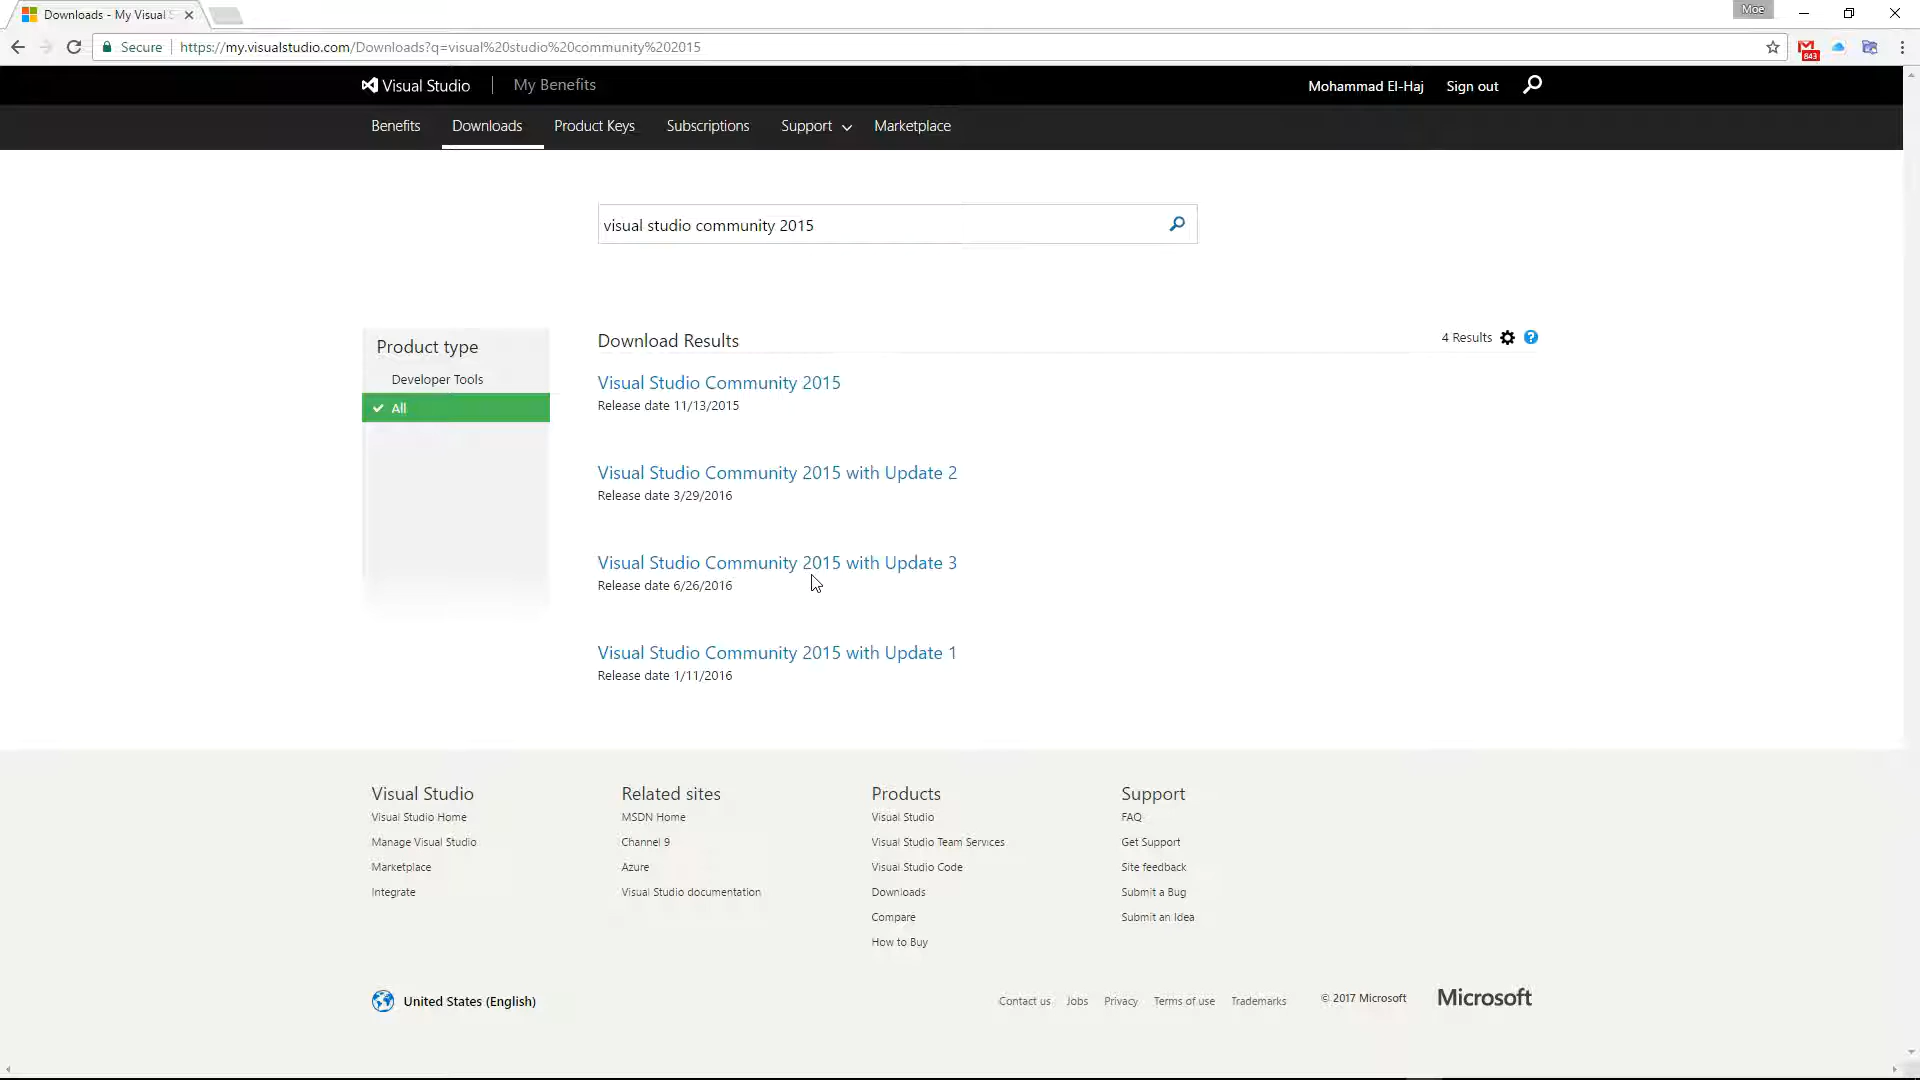 Downloads - My Visual S
Moe
Secure
https://my.visualstudio.com/Downloads?q=visual%20studio%20community%202015
843
Visual Studio
My Benefits
Mohammad El-Haj
Sign out
Benefits
Downloads
Product Keys
Subscriptions
Support
Marketplace
visual studio community 2015
Product type
Developer Tools
All
Download Results
4 Results
?
Visual Studio Community 2015
Release date 11/13/2015
Visual Studio Community 2015 with Update 2
Release date 3/29/2016
Visual Studio Community 2015 with Update 3
Release date 6/26/2016
Visual Studio Community 2015 with Update 1
Release date 1/11/2016
Visual Studio
Visual Studio Home
Manage Visual Studio
Marketplace
Integrate
Related sites
MSDN Home
Channel 9
Azure
Visual Studio documentation
Products
Visual Studio
Visual Studio Team Services
Visual Studio Code
Downloads
Compare
How to Buy
Support
FAQ
Get Support
Site feedback
Submit a Bug
Submit an Idea
United States (English)
Contact us
Jobs
Privacy
Terms of use
Trademarks
© 2017 Microsoft
Microsoft